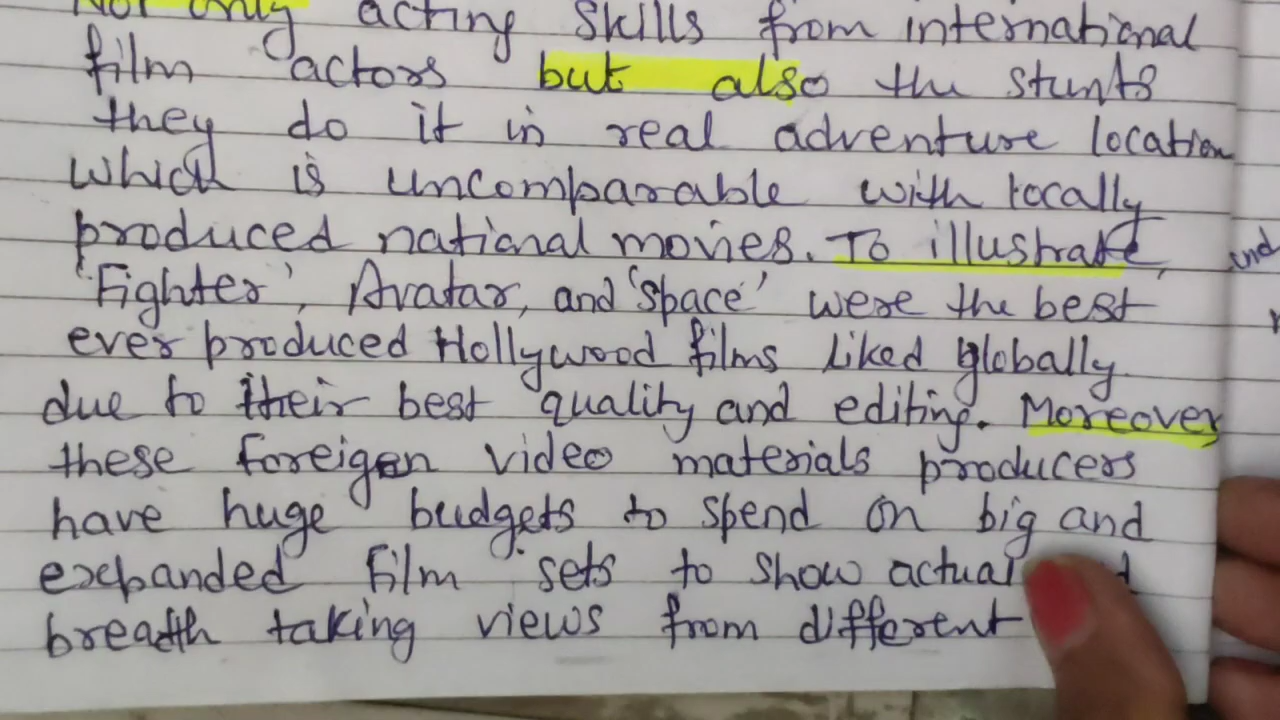 Not only acting skills from international
film actors but also the stunts
they do it in real adventure location
which is uncomparable with locally
produced national movies. To illustrate,
'Fighter', Avatar, and 'Space' were the best
ever produced Hollywood films liked globally
due to their best quality and editing. Moreover
these foreigen video materials producers
have huge budgets to spend on big and
expanded film sets to show actual
breath taking views from different
and